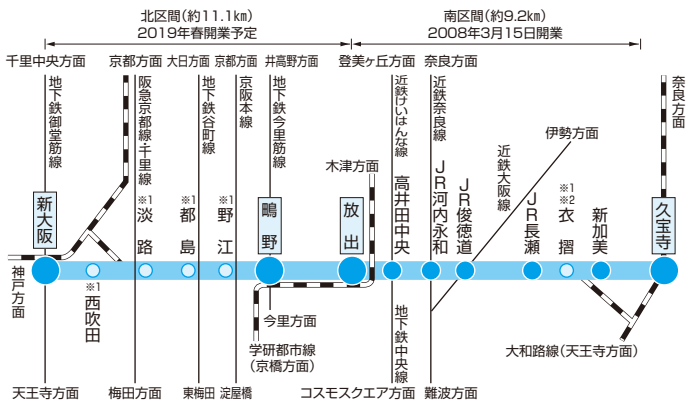 北区間(約11.1km)
2019年春開業予定
南区間(約9.2km)
2008年3月15日開業
千里中央方面
京都方面
大日方面
京都方面
井高野方面
登美ヶ丘方面
奈良方面
奈良方面
地下鉄御堂筋線
阪急京都線・千里線
地下鉄谷町線
京阪本線
地下鉄今里筋線
近鉄けいはんな線
近鉄奈良線
近鉄大阪線
伊勢方面
木津方面
新大阪
※1
淡路
※1
都島
※1
野江
鴫野
放出
高井田中央
JR河内永和
JR俊徳道
JR長瀬
※1
※2
衣摺
新加美
久宝寺
神戸方面
※1
西吹田
今里方面
学研都市線
(京橋方面)
地下鉄中央線
大和路線(天王寺方面)
天王寺方面
梅田方面
東梅田
淀屋橋
コスモスクエア方面
難波方面